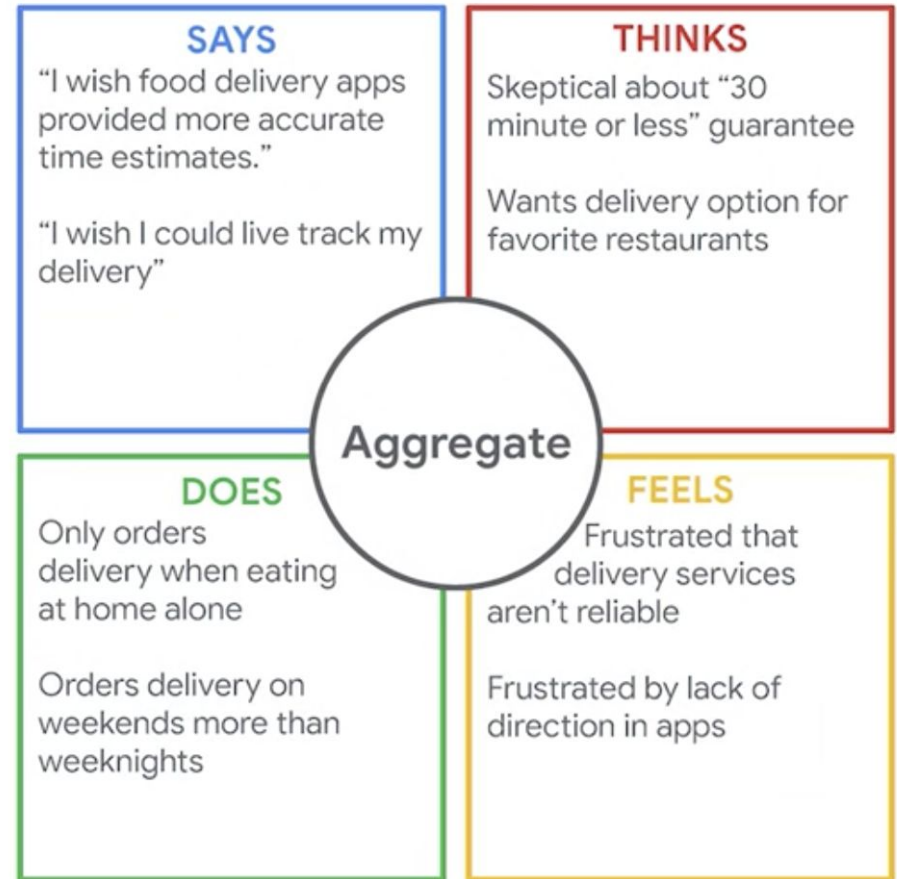 SAYS
“I wish food delivery apps
provided more accurate
time estimates.”
“I wish I could live track my
delivery”
THINKS
Skeptical about “30
minute or less” guarantee
Wants delivery option for
favorite restaurants
Aggregate
DOES
Only orders
delivery when eating
at home alone
Orders delivery on
weekends more than
weeknights
FEELS
Frustrated that
delivery services
aren’t reliable
Frustrated by lack of
direction in apps